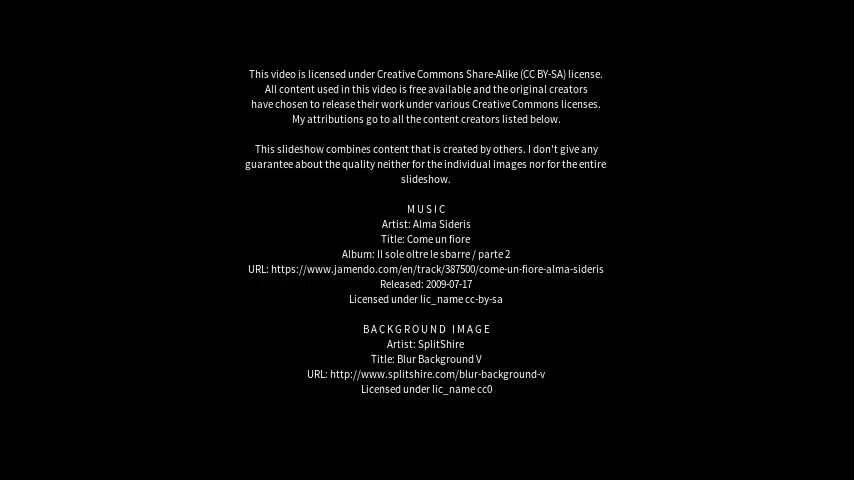 This video is licensed under Creative Commons Share-Alike (CC BY-SA) license.
All content used in this video is free available and the original creators
have chosen to release their work under various Creative Commons licenses.
My attributions go to all the content creators listed below.
This slideshow combines content that is created by others. I don't give any
guarantee about the quality neither for the individual images nor for the entire
slideshow.
MUSIC
Artist: Alma Sideris
Title: Come un fiore
Album: Il sole oltre le sbarre / parte 2
URL: https://www.jamendo.com/en/track/387500/come-un-fiore-alma-sideris
Released: 2009-07-17
Licensed under lic_name cc-by-sa
BACKGROUND IMAGE
Artist: SplitShire
Title: Blur Background V
URL: http://www.splitshire.com/blur-background-v
Licensed under lic_name cc0